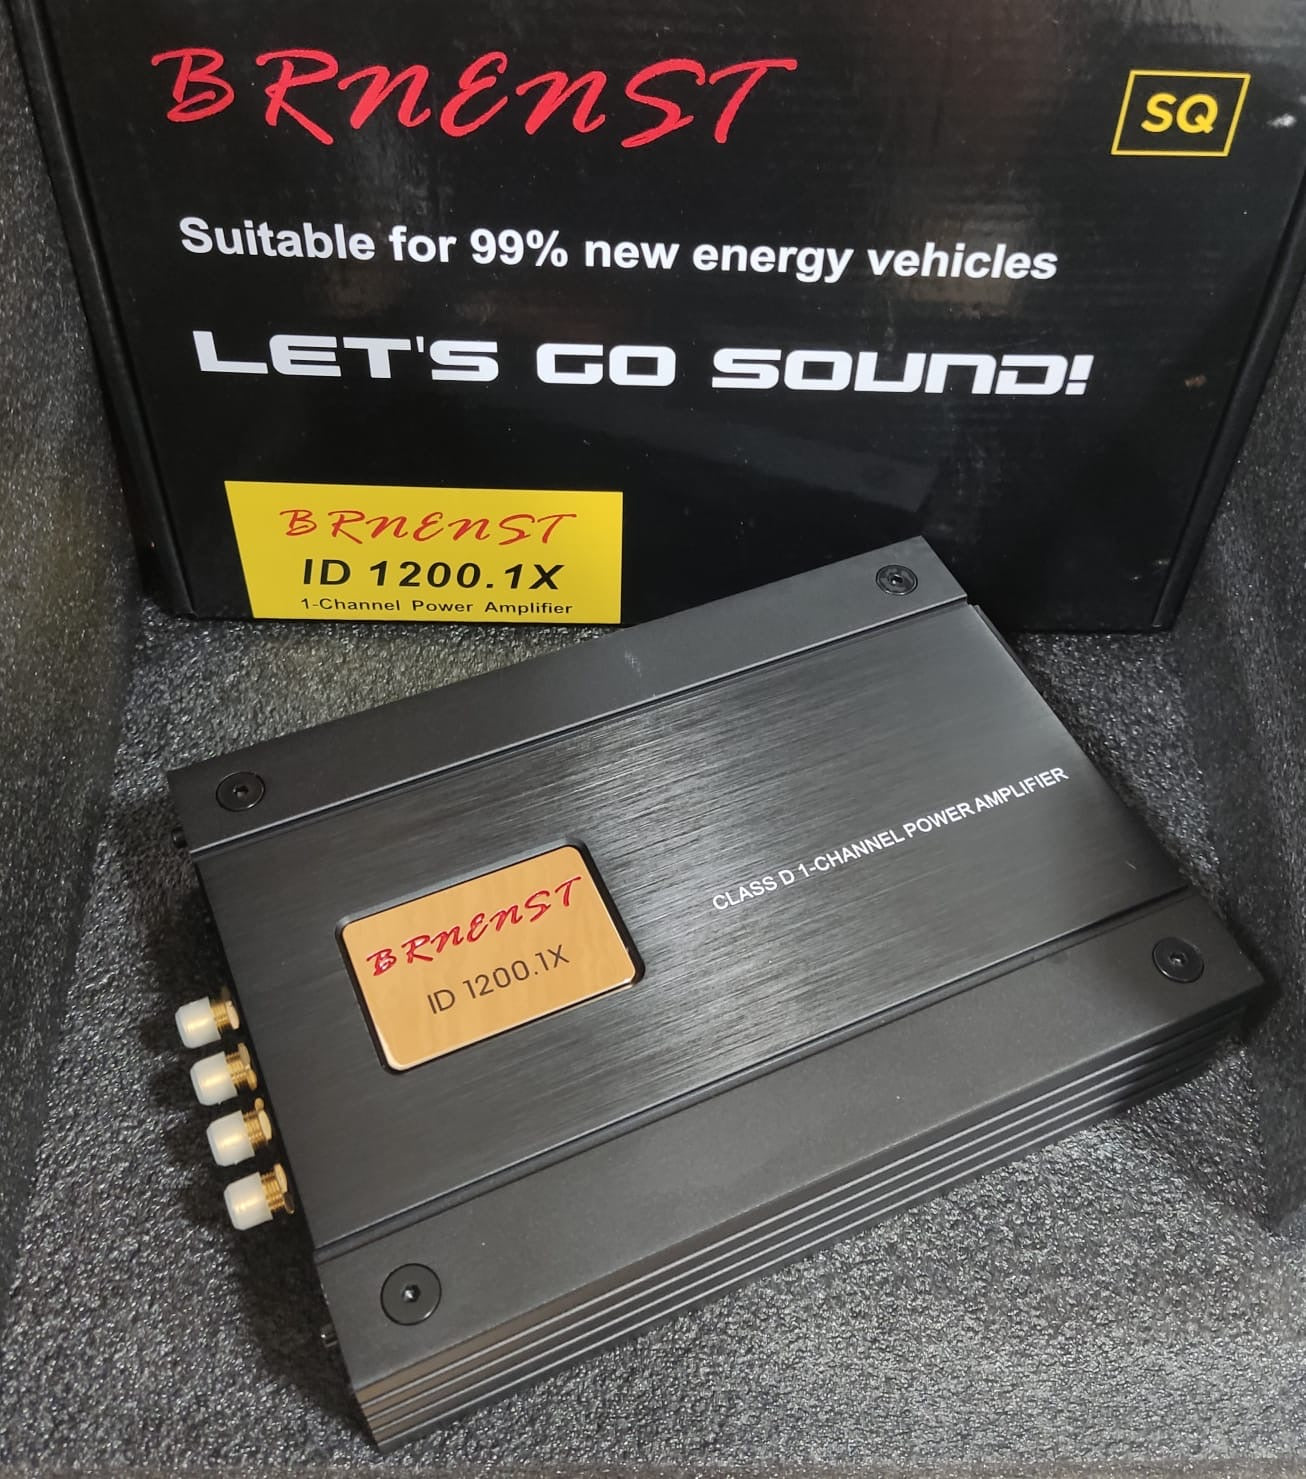 BRNENST
SQ
Suitable for 99% new energy vehicles
LET'S GO SOUND!
BRNENST
ID 1200.1X
1-Channel Power Amplifier
CLASS D 1-CHANNEL POWER AMPLIFIER
BRNENST
ID 1200.1X